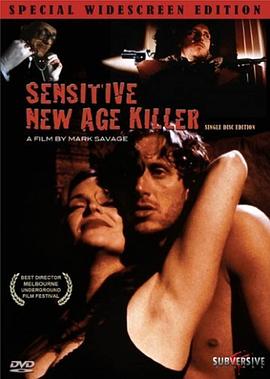 SPECIAL WIDESCREEN EDITION
SENSITIVE
NEW AGE KILLER
SINGLE DISC EDITION
A FILM BY MARK SAVAGE
BEST DIRECTOR
MELBOURNE
UNDERGROUND
FILM FESTIVAL
DVD
SUBVERSIVE